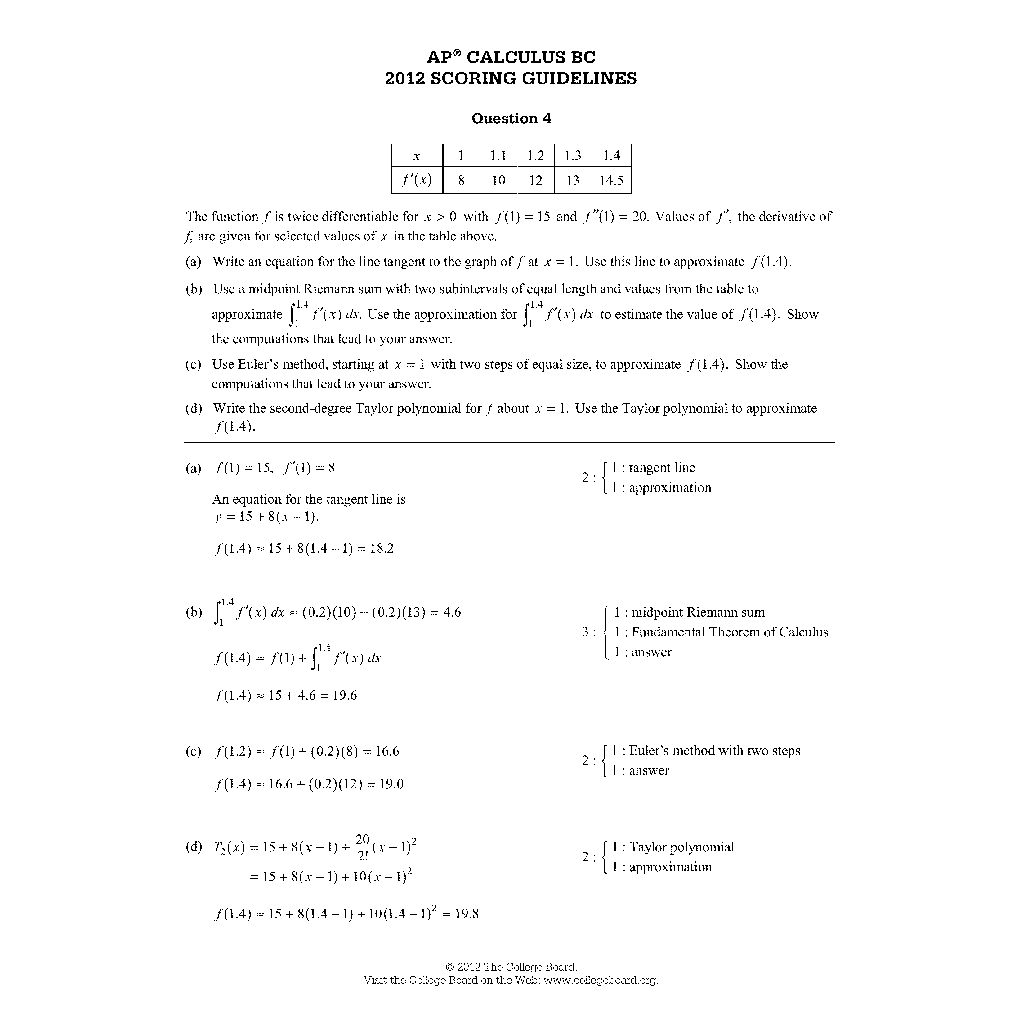 AP® CALCULUS BC
2012 SCORING GUIDELINES
Question 4
x 1 1.1 1.2 1.3 1.4
f′(x) 8 10 12 13 14.5
The function f is twice differentiable for x > 0 with f(1) = 15 and f″(1) = 20. Values of f′, the derivative of
f, are given for selected values of x in the table above.
(a) Write an equation for the line tangent to the graph of f at x = 1. Use this line to approximate f(1.4).
(b) Use a midpoint Riemann sum with two subintervals of equal length and values from the table to
approximate ∫₁^1.4 f′(x) dx. Use the approximation for ∫₁^1.4 f′(x) dx to estimate the value of f(1.4). Show
the computations that lead to your answer.
(c) Use Euler's method, starting at x = 1 with two steps of equal size, to approximate f(1.4). Show the
computations that lead to your answer.
(d) Write the second-degree Taylor polynomial for f about x = 1. Use the Taylor polynomial to approximate
f(1.4).
(a) f(1) = 15, f′(1) = 8
An equation for the tangent line is
y = 15 + 8(x − 1).
f(1.4) ≈ 15 + 8(1.4 − 1) = 18.2
2 : { 1 : tangent line
1 : approximation
(b) ∫₁^1.4 f′(x) dx ≈ (0.2)(10) + (0.2)(13) = 4.6
f(1.4) = f(1) + ∫₁^1.4 f′(x) dx
f(1.4) ≈ 15 + 4.6 = 19.6
3 : { 1 : midpoint Riemann sum
1 : Fundamental Theorem of Calculus
1 : answer
(c) f(1.2) ≈ f(1) + (0.2)(8) = 16.6
f(1.4) ≈ 16.6 + (0.2)(12) = 19.0
2 : { 1 : Euler's method with two steps
1 : answer
(d) T₂(x) = 15 + 8(x − 1) + 20/2! (x − 1)²
= 15 + 8(x − 1) + 10(x − 1)²
f(1.4) ≈ 15 + 8(1.4 − 1) + 10(1.4 − 1)² = 19.8
2 : { 1 : Taylor polynomial
1 : approximation
© 2012 The College Board.
Visit the College Board on the Web: www.collegeboard.org.